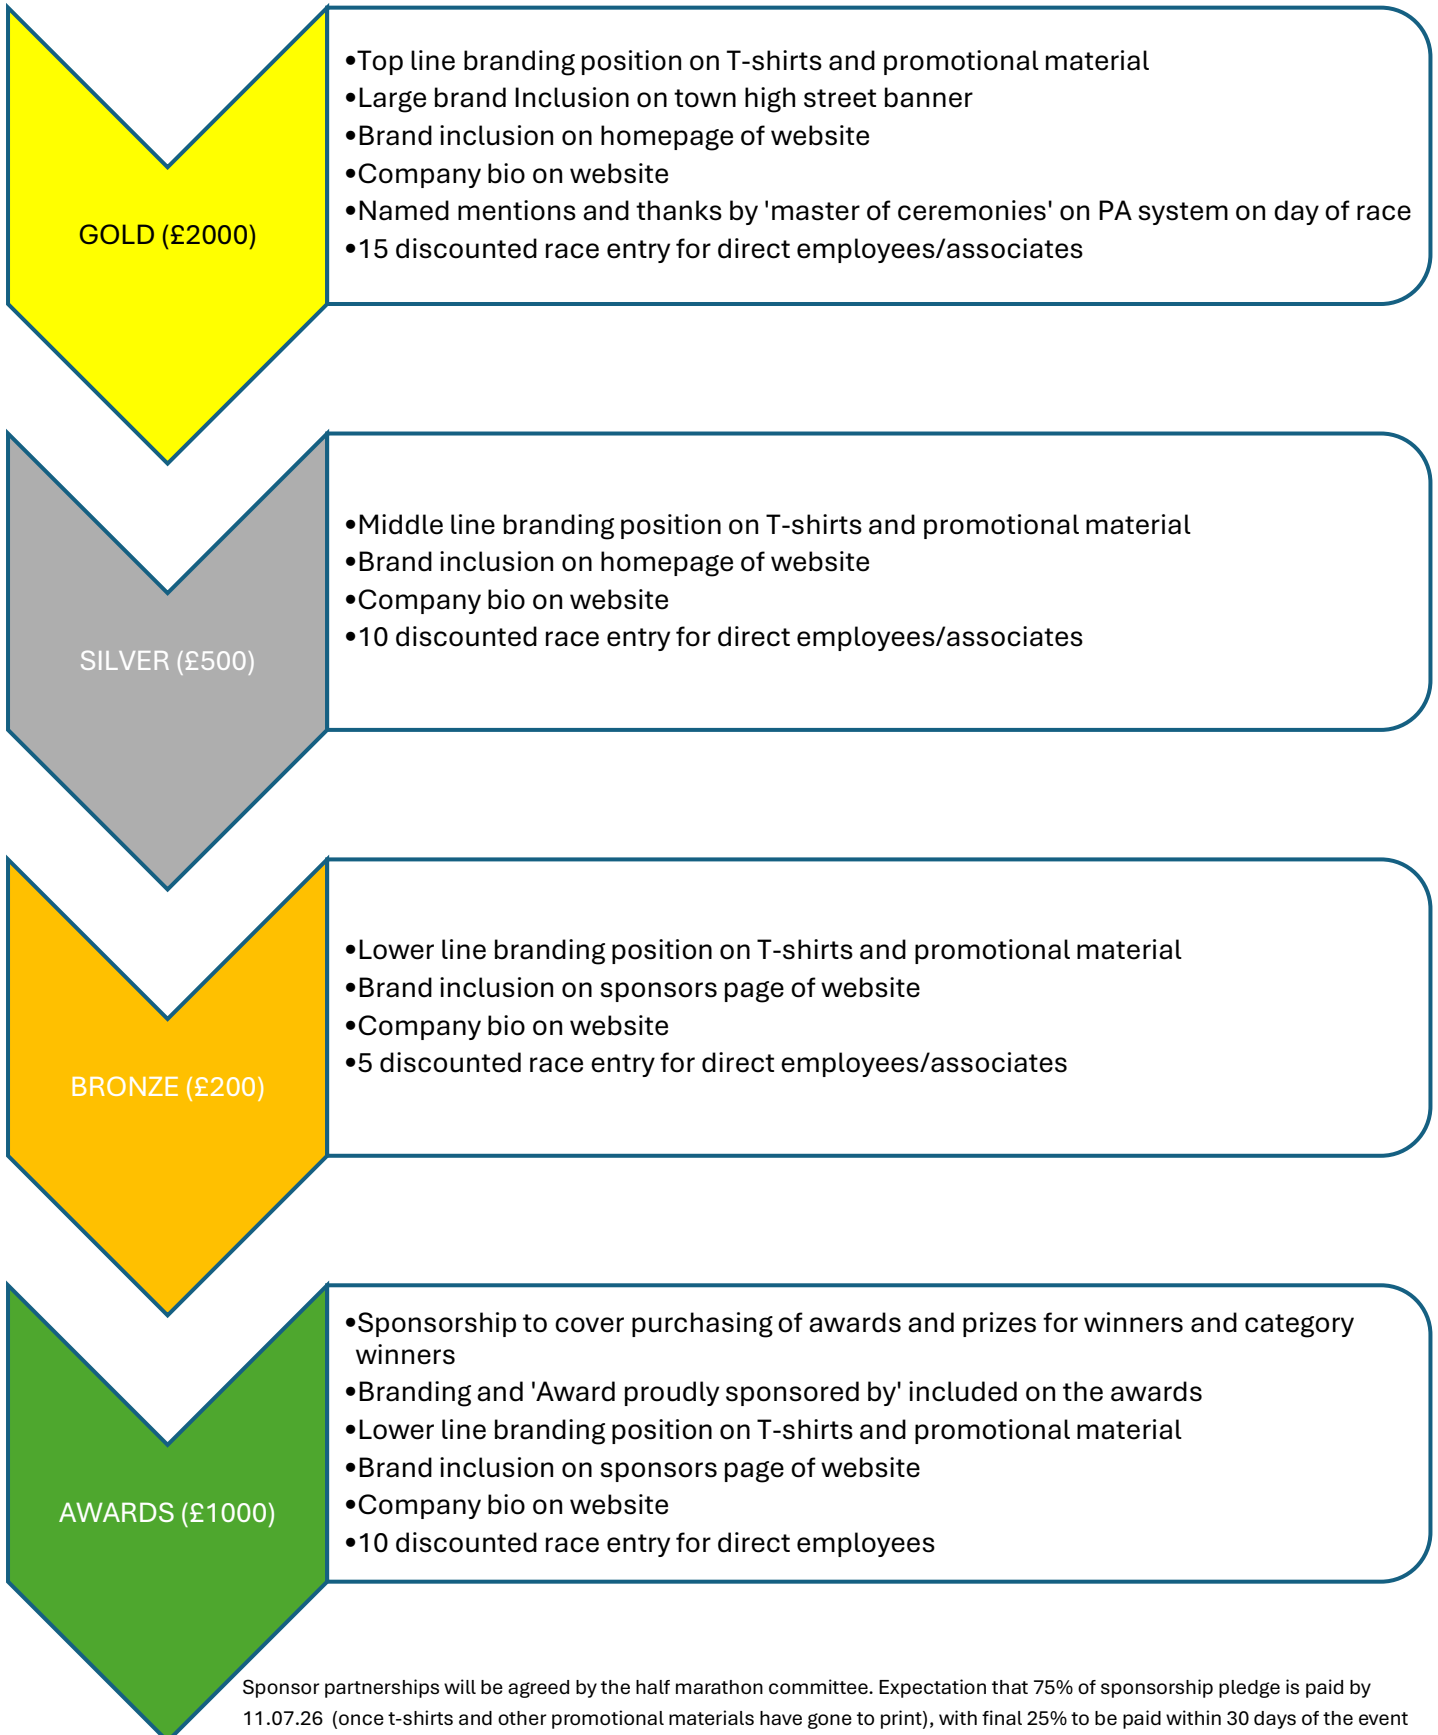 GOLD (£2000)
•Top line branding position on T-shirts and promotional material
•Large brand Inclusion on town high street banner
•Brand inclusion on homepage of website
•Company bio on website
•Named mentions and thanks by 'master of ceremonies' on PA system on day of race
•15 discounted race entry for direct employees/associates
SILVER (£500)
•Middle line branding position on T-shirts and promotional material
•Brand inclusion on homepage of website
•Company bio on website
•10 discounted race entry for direct employees/associates
BRONZE (£200)
•Lower line branding position on T-shirts and promotional material
•Brand inclusion on sponsors page of website
•Company bio on website
•5 discounted race entry for direct employees/associates
AWARDS (£1000)
•Sponsorship to cover purchasing of awards and prizes for winners and category
winners
•Branding and 'Award proudly sponsored by' included on the awards
•Lower line branding position on T-shirts and promotional material
•Brand inclusion on sponsors page of website
•Company bio on website
•10 discounted race entry for direct employees
Sponsor partnerships will be agreed by the half marathon committee. Expectation that 75% of sponsorship pledge is paid by
11.07.26 (once t-shirts and other promotional materials have gone to print), with final 25% to be paid within 30 days of the event